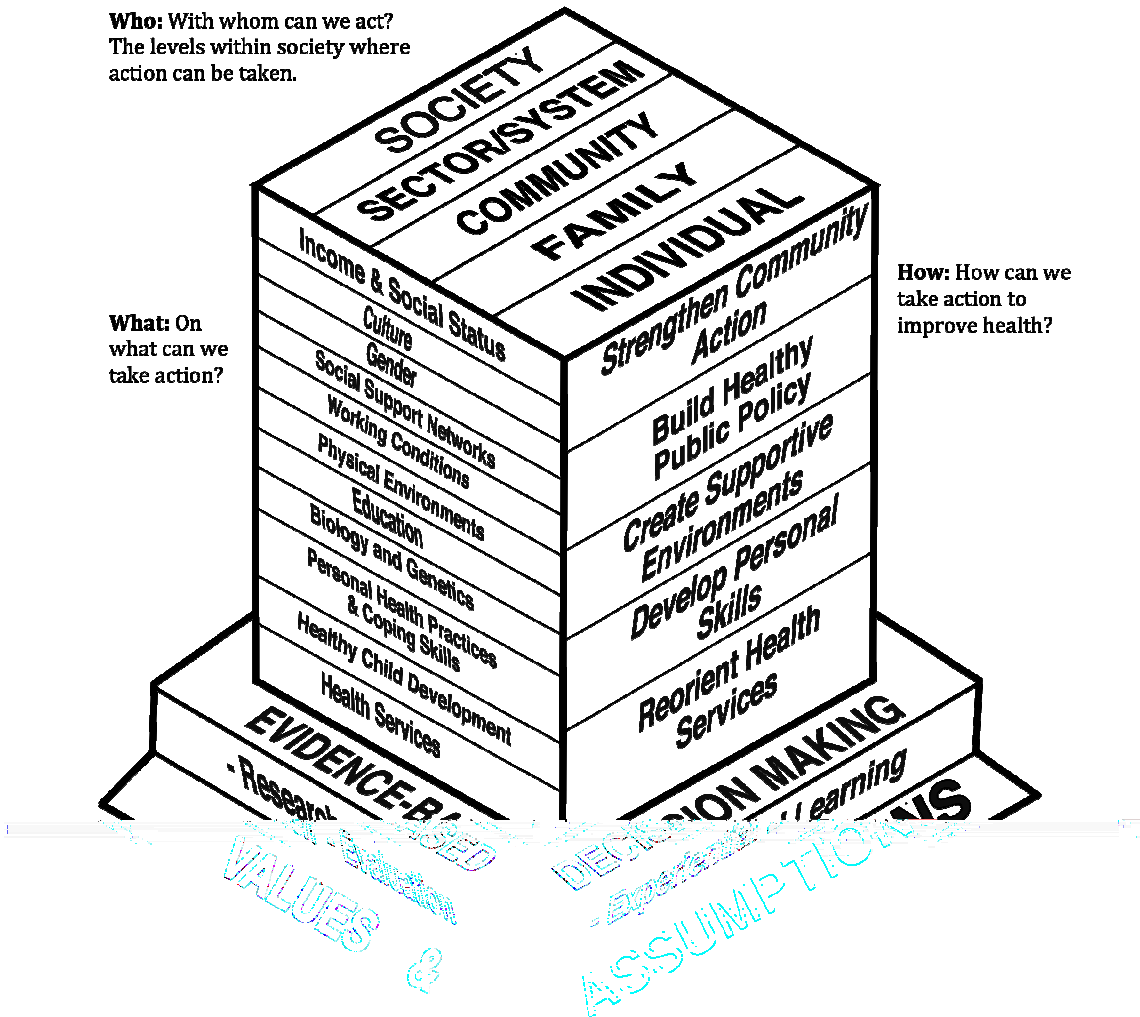 Who: With whom can we act?
The levels within society where
action can be taken.
SOCIETY
SECTOR/SYSTEM
COMMUNITY
FAMILY
INDIVIDUAL
What: On
what can we
take action?
Income & Social Status
Culture
Gender
Social Support Networks
Working Conditions
Physical Environments
Education
Biology and Genetics
Personal Health Practices
& Coping Skills
Healthy Child Development
Health Services
How: How can we
take action to
improve health?
Strengthen Community
Action
Build Healthy
Public Policy
Create Supportive
Environments
Develop Personal
Skills
Reorient Health
Services
EVIDENCE-BASED
DECISION MAKING
- Research
Learning
VALUES &
ASSUMPTIONS